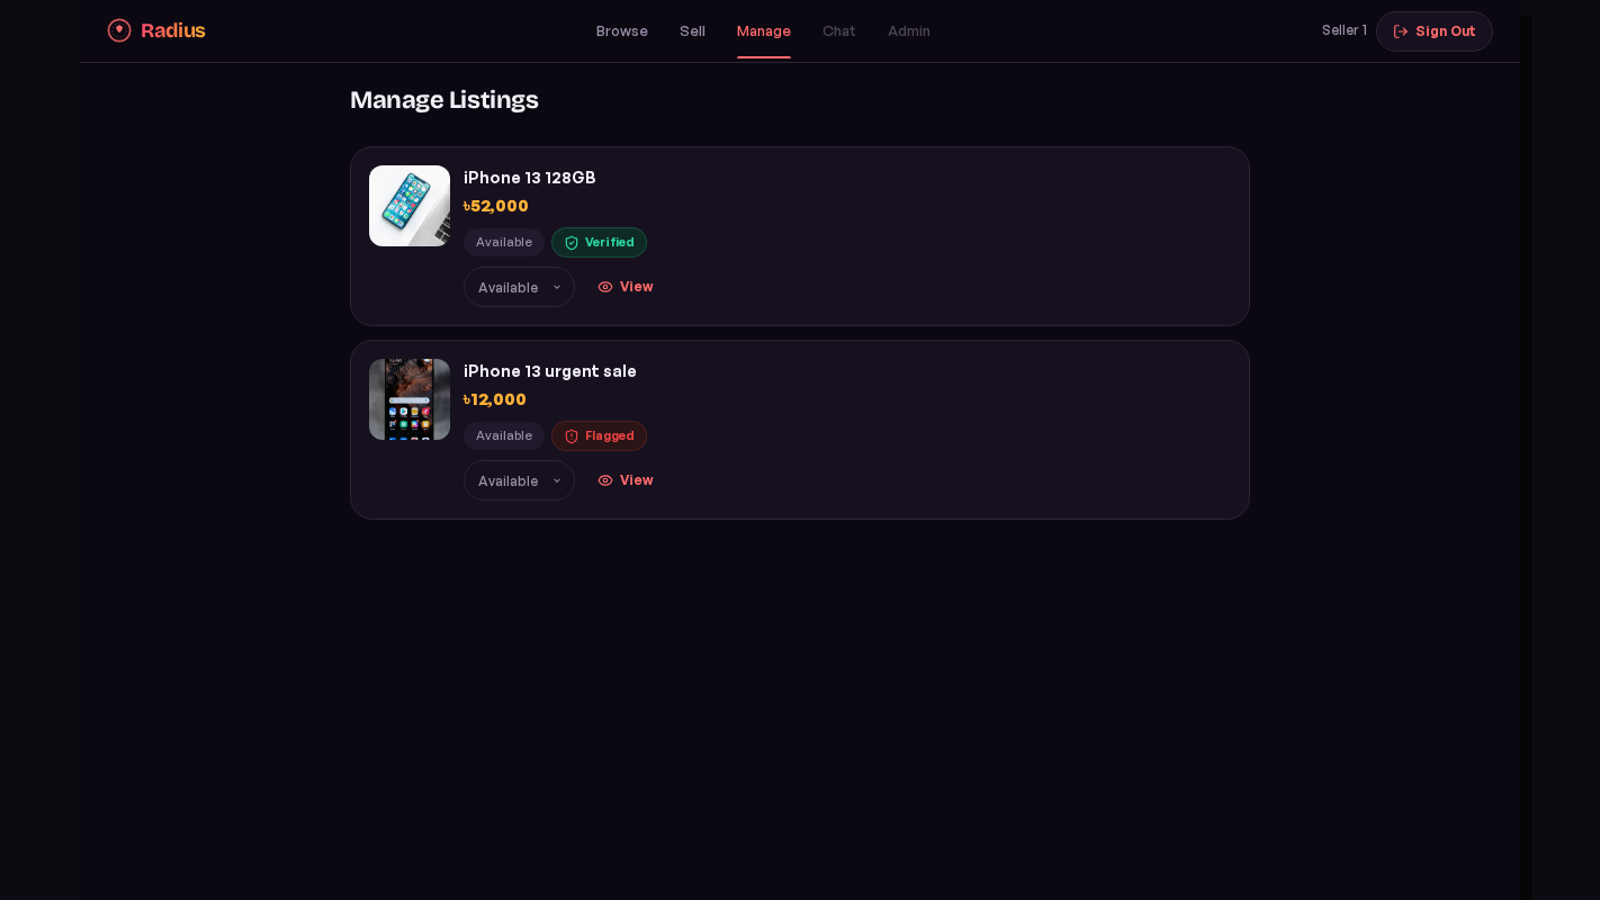 Radius
Browse Sell Manage Chat Admin
Seller 1 Sign Out
Manage Listings
iPhone 13 128GB
৳52,000
Available Verified
Available View
iPhone 13 urgent sale
৳12,000
Available Flagged
Available View